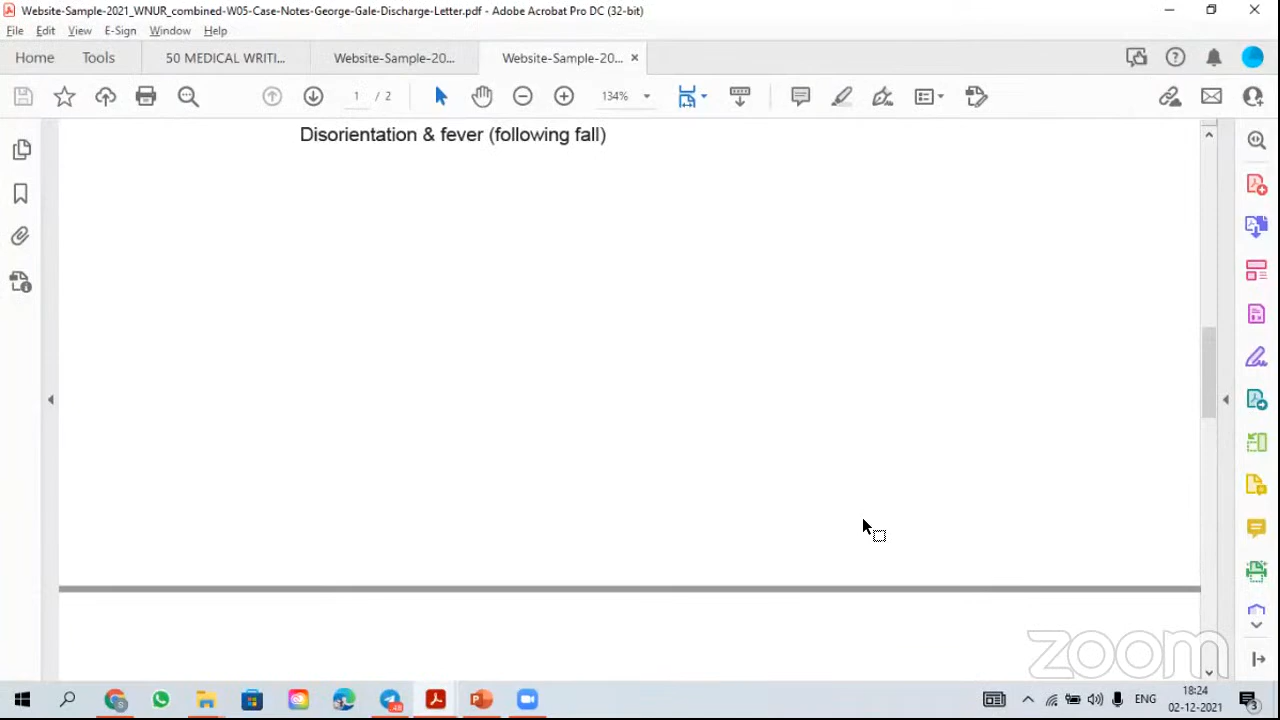 Website-Sample-2021_WNUR_combined-W05-Case-Notes-George-Gale-Discharge-Letter.pdf - Adobe Acrobat Pro DC (32-bit)
File Edit View E-Sign Window Help
Home Tools 50 MEDICAL WRITI... Website-Sample-20... Website-Sample-20... ×
1 / 2 134%
Disorientation & fever (following fall)
zoom
48 ENG 18:24
02-12-2021 3